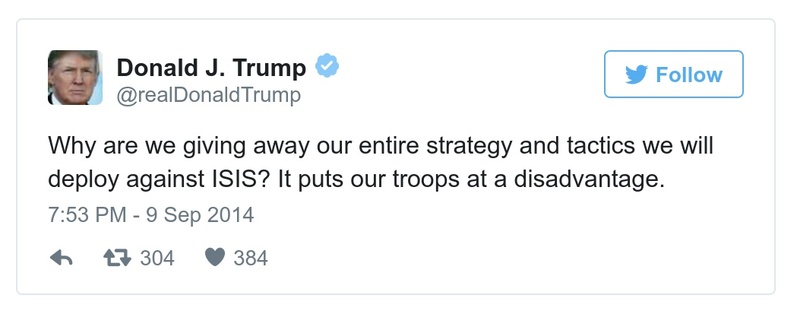 Donald J. Trump
@realDonaldTrump
Follow
Why are we giving away our entire strategy and tactics we will
deploy against ISIS? It puts our troops at a disadvantage.
7:53 PM - 9 Sep 2014
304 384